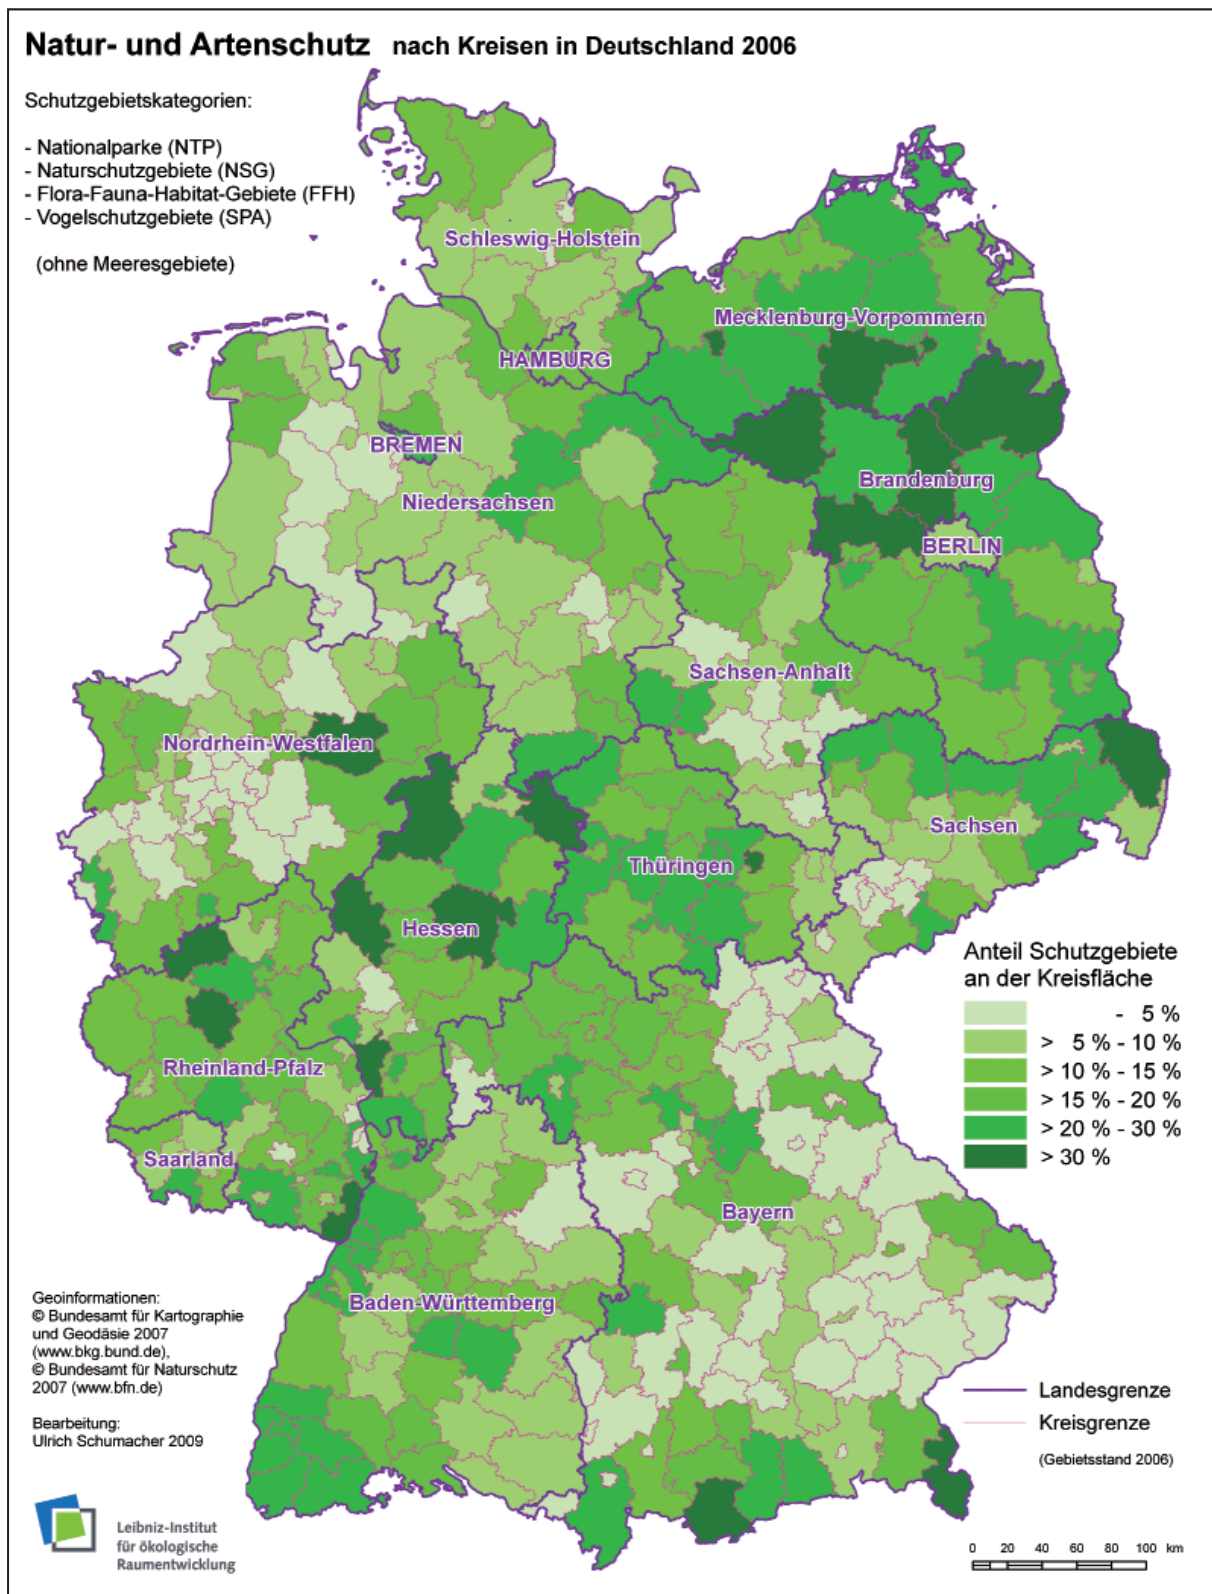 Natur- und Artenschutz nach Kreisen in Deutschland 2006
Schutzgebietskategorien:
- Nationalparke (NTP)
- Naturschutzgebiete (NSG)
- Flora-Fauna-Habitat-Gebiete (FFH)
- Vogelschutzgebiete (SPA)
(ohne Meeresgebiete)
Schleswig-Holstein
Mecklenburg-Vorpommern
HAMBURG
BREMEN
Niedersachsen
Brandenburg
BERLIN
Sachsen-Anhalt
Nordrhein-Westfalen
Sachsen
Thüringen
Hessen
Rheinland-Pfalz
Saarland
Bayern
Baden-Württemberg
Anteil Schutzgebiete
an der Kreisfläche
- 5 %
> 5 % - 10 %
> 10 % - 15 %
> 15 % - 20 %
> 20 % - 30 %
> 30 %
Geoinformationen:
© Bundesamt für Kartographie
und Geodäsie 2007
(www.bkg.bund.de),
© Bundesamt für Naturschutz
2007 (www.bfn.de)
Bearbeitung:
Ulrich Schumacher 2009
Landesgrenze
Kreisgrenze
(Gebietsstand 2006)
Leibniz-Institut
für ökologische
Raumentwicklung
0 20 40 60 80 100 km